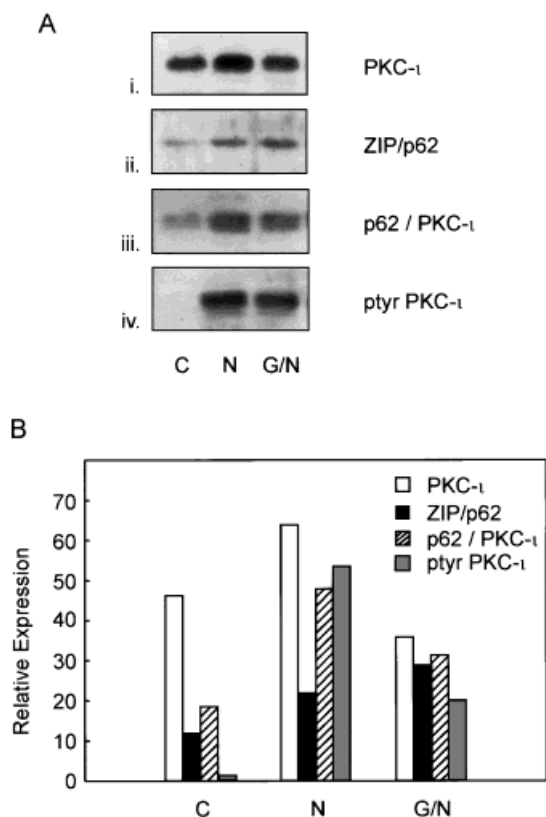 A
i. PKC-ι
ii. ZIP/p62
iii. p62 / PKC-ι
iv. ptyr PKC-ι
C N G/N
B
Relative Expression
70
60
50
40
30
20
10
0
PKC-ι
ZIP/p62
p62 / PKC-ι
ptyr PKC-ι
C N G/N